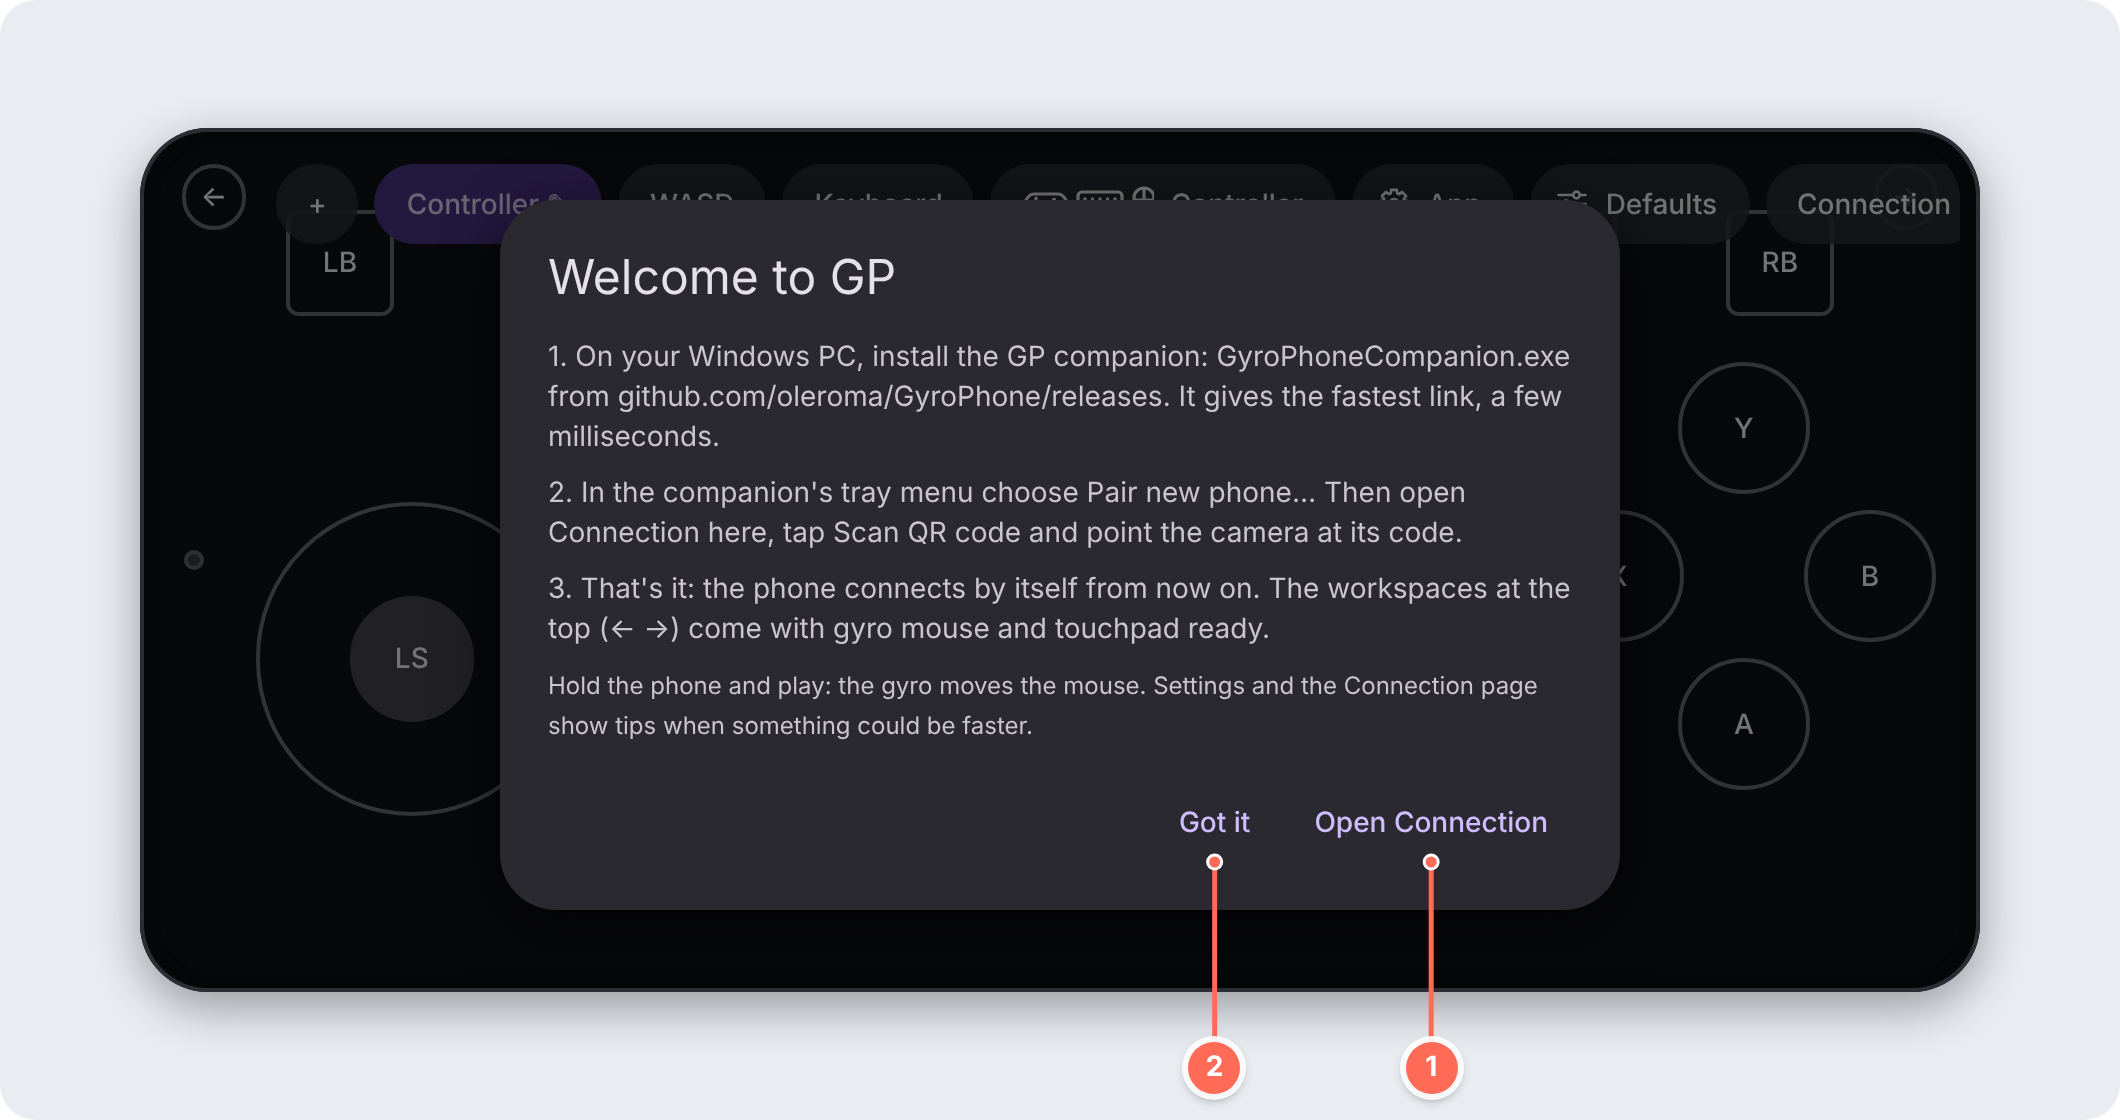 +
Controller
WASD
Keyboard
Controller
App
Defaults
Connection
LB
RB
Welcome to GP
1. On your Windows PC, install the GP companion: GyroPhoneCompanion.exe
from github.com/oleroma/GyroPhone/releases. It gives the fastest link, a few
milliseconds.
2. In the companion's tray menu choose Pair new phone... Then open
Connection here, tap Scan QR code and point the camera at its code.
3. That's it: the phone connects by itself from now on. The workspaces at the
top (← →) come with gyro mouse and touchpad ready.
Hold the phone and play: the gyro moves the mouse. Settings and the Connection page
show tips when something could be faster.
Got it
Open Connection
LS
Y
X
B
A
2
1